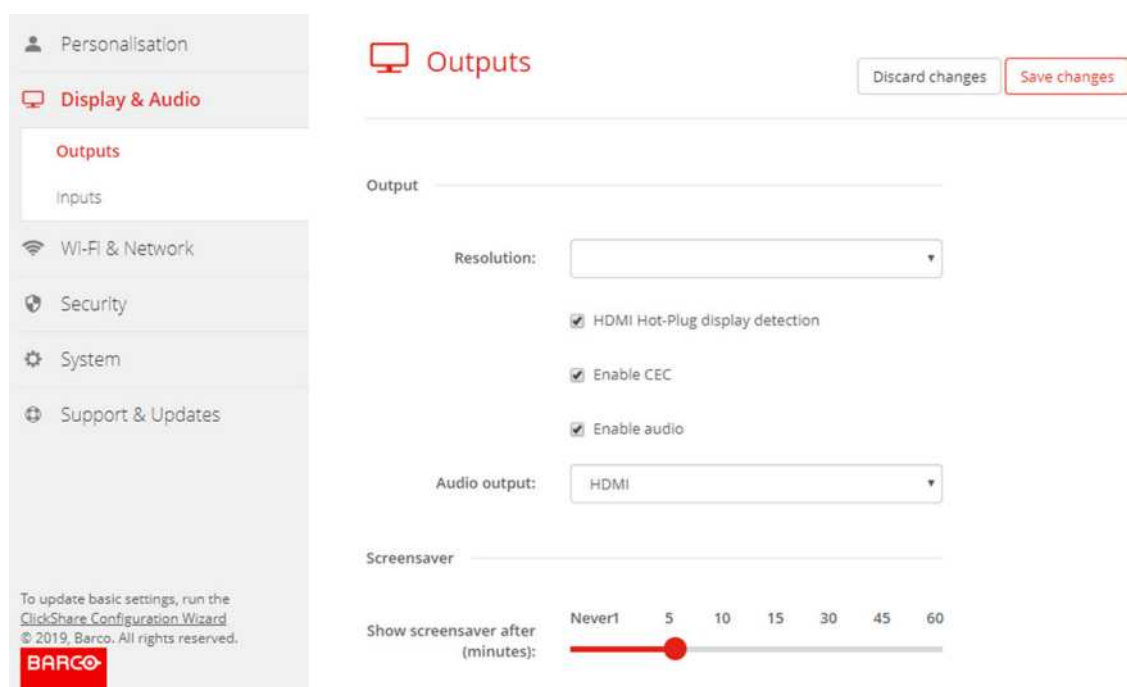 Personalisation
Display & Audio
Outputs
Inputs
Wi-Fi & Network
Security
System
Support & Updates
To update basic settings, run the
ClickShare Configuration Wizard
© 2019, Barco. All rights reserved.
BARCO
Outputs
Discard changes
Save changes
Output
Resolution:
HDMI Hot-Plug display detection
Enable CEC
Enable audio
Audio output:
HDMI
Screensaver
Show screensaver after
(minutes):
Never1 5 10 15 30 45 60